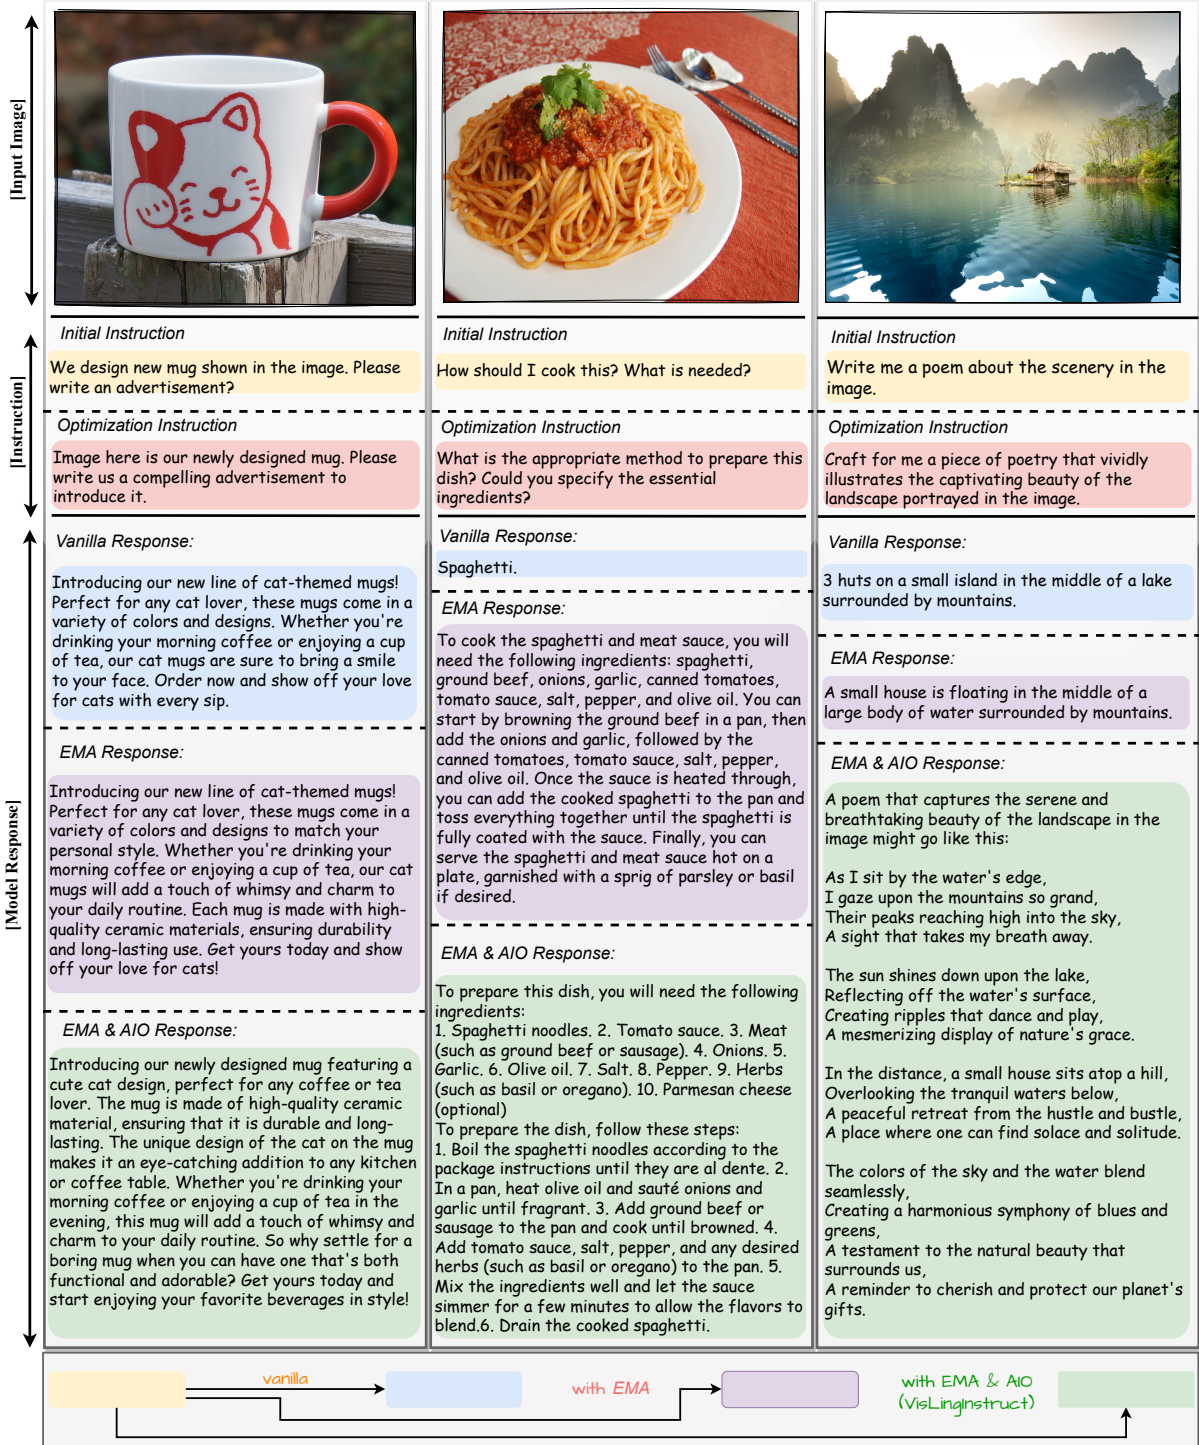 [Input Image]
[Instruction]
[Model Response]
Initial Instruction
We design new mug shown in the image. Please
write an advertisement?
Optimization Instruction
Image here is our newly designed mug. Please
write us a compelling advertisement to
introduce it.
Vanilla Response:
Introducing our new line of cat-themed mugs!
Perfect for any cat lover, these mugs come in a
variety of colors and designs. Whether you're
drinking your morning coffee or enjoying a cup
of tea, our cat mugs are sure to bring a smile
to your face. Order now and show off your love
for cats with every sip.
EMA Response:
Introducing our new line of cat-themed mugs!
Perfect for any cat lover, these mugs come in a
variety of colors and designs to match your
personal style. Whether you're drinking your
morning coffee or enjoying a cup of tea, our cat
mugs will add a touch of whimsy and charm to
your daily routine. Each mug is made with high-
quality ceramic materials, ensuring durability
and long-lasting use. Get yours today and show
off your love for cats!
EMA & AIO Response:
Introducing our newly designed mug featuring a
cute cat design, perfect for any coffee or tea
lover. The mug is made of high-quality ceramic
material, ensuring that it is durable and long-
lasting. The unique design of the cat on the mug
makes it an eye-catching addition to any kitchen
or coffee table. Whether you're drinking your
morning coffee or enjoying a cup of tea in the
evening, this mug will add a touch of whimsy and
charm to your daily routine. So why settle for a
boring mug when you can have one that's both
functional and adorable? Get yours today and
start enjoying your favorite beverages in style!
Initial Instruction
How should I cook this? What is needed?
Optimization Instruction
What is the appropriate method to prepare this
dish? Could you specify the essential
ingredients?
Vanilla Response:
Spaghetti.
EMA Response:
To cook the spaghetti and meat sauce, you will
need the following ingredients: spaghetti,
ground beef, onions, garlic, canned tomatoes,
tomato sauce, salt, pepper, and olive oil. You can
start by browning the ground beef in a pan, then
add the onions and garlic, followed by the
canned tomatoes, tomato sauce, salt, pepper,
and olive oil. Once the sauce is heated through,
you can add the cooked spaghetti to the pan and
toss everything together until the spaghetti is
fully coated with the sauce. Finally, you can
serve the spaghetti and meat sauce hot on a
plate, garnished with a sprig of parsley or basil
if desired.
EMA & AIO Response:
To prepare this dish, you will need the following
ingredients:
1. Spaghetti noodles. 2. Tomato sauce. 3. Meat
(such as ground beef or sausage). 4. Onions. 5.
Garlic. 6. Olive oil. 7. Salt. 8. Pepper. 9. Herbs
(such as basil or oregano). 10. Parmesan cheese
(optional)
To prepare the dish, follow these steps:
1. Boil the spaghetti noodles according to the
package instructions until they are al dente. 2.
In a pan, heat olive oil and sauté onions and
garlic until fragrant. 3. Add ground beef or
sausage to the pan and cook until browned. 4.
Add tomato sauce, salt, pepper, and any desired
herbs (such as basil or oregano) to the pan. 5.
Mix the ingredients well and let the sauce
simmer for a few minutes to allow the flavors to
blend.6. Drain the cooked spaghetti.
Initial Instruction
Write me a poem about the scenery in the
image.
Optimization Instruction
Craft for me a piece of poetry that vividly
illustrates the captivating beauty of the
landscape portrayed in the image.
Vanilla Response:
3 huts on a small island in the middle of a lake
surrounded by mountains.
EMA Response:
A small house is floating in the middle of a
large body of water surrounded by mountains.
EMA & AIO Response:
A poem that captures the serene and
breathtaking beauty of the landscape in the
image might go like this:
As I sit by the water's edge,
I gaze upon the mountains so grand,
Their peaks reaching high into the sky,
A sight that takes my breath away.
The sun shines down upon the lake,
Reflecting off the water's surface,
Creating ripples that dance and play,
A mesmerizing display of nature's grace.
In the distance, a small house sits atop a hill,
Overlooking the tranquil waters below,
A peaceful retreat from the hustle and bustle,
A place where one can find solace and solitude.
The colors of the sky and the water blend
seamlessly,
Creating a harmonious symphony of blues and
greens,
A testament to the natural beauty that
surrounds us,
A reminder to cherish and protect our planet's
gifts.
vanilla
with EMA
with EMA & AIO
(VisLingInstruct)